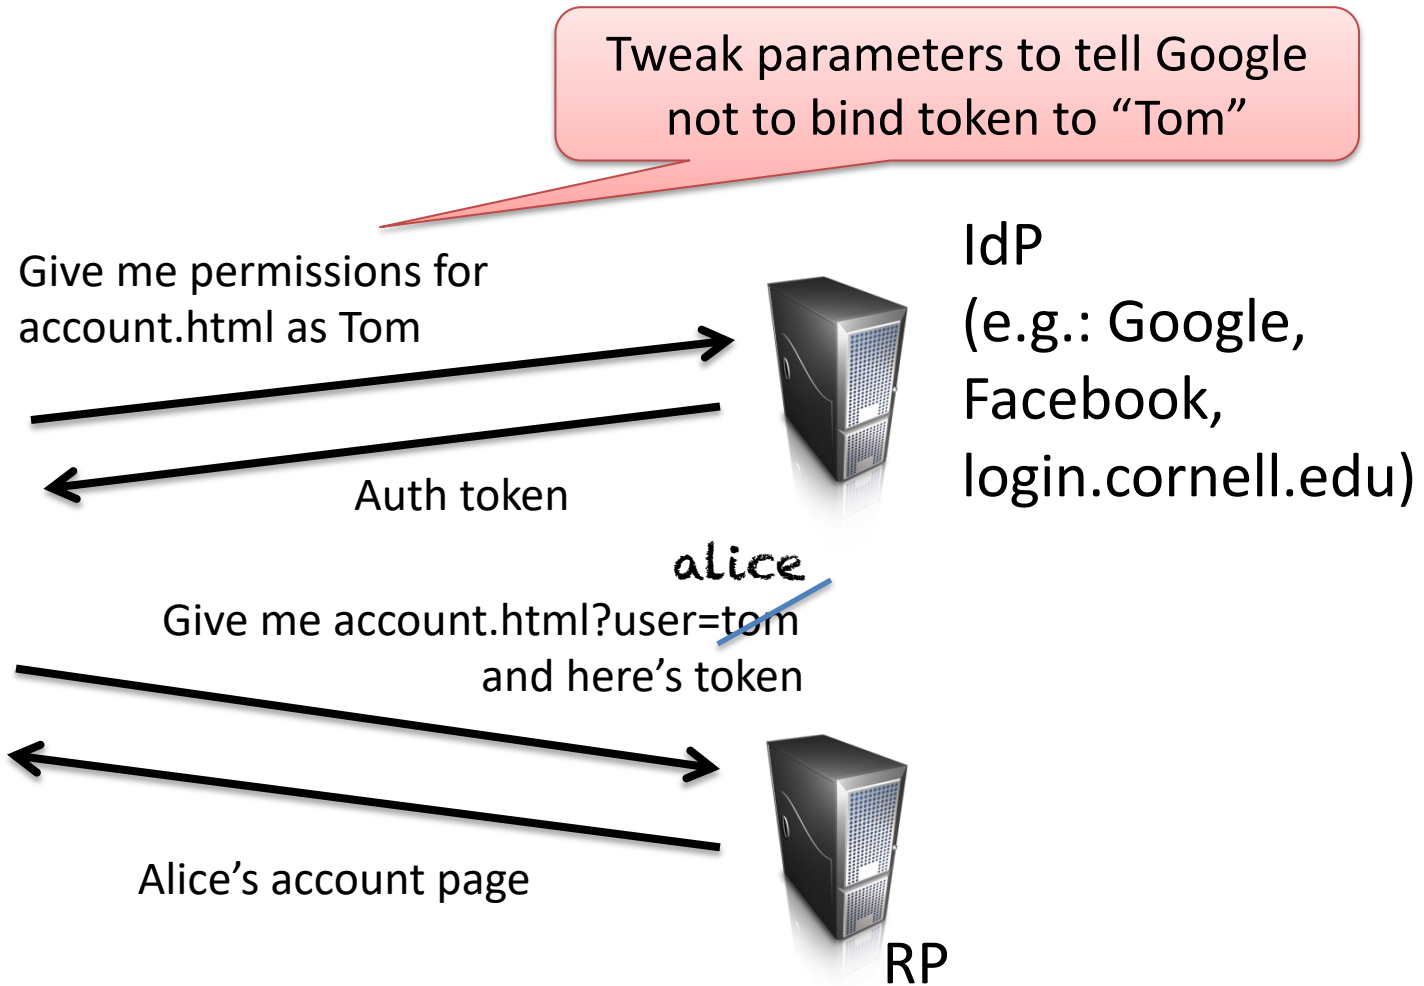 Tweak parameters to tell Google
not to bind token to “Tom”
Give me permissions for
account.html as Tom
IdP
(e.g.: Google,
Facebook,
login.cornell.edu)
Auth token
alice
Give me account.html?user=tom
and here’s token
Alice’s account page
RP